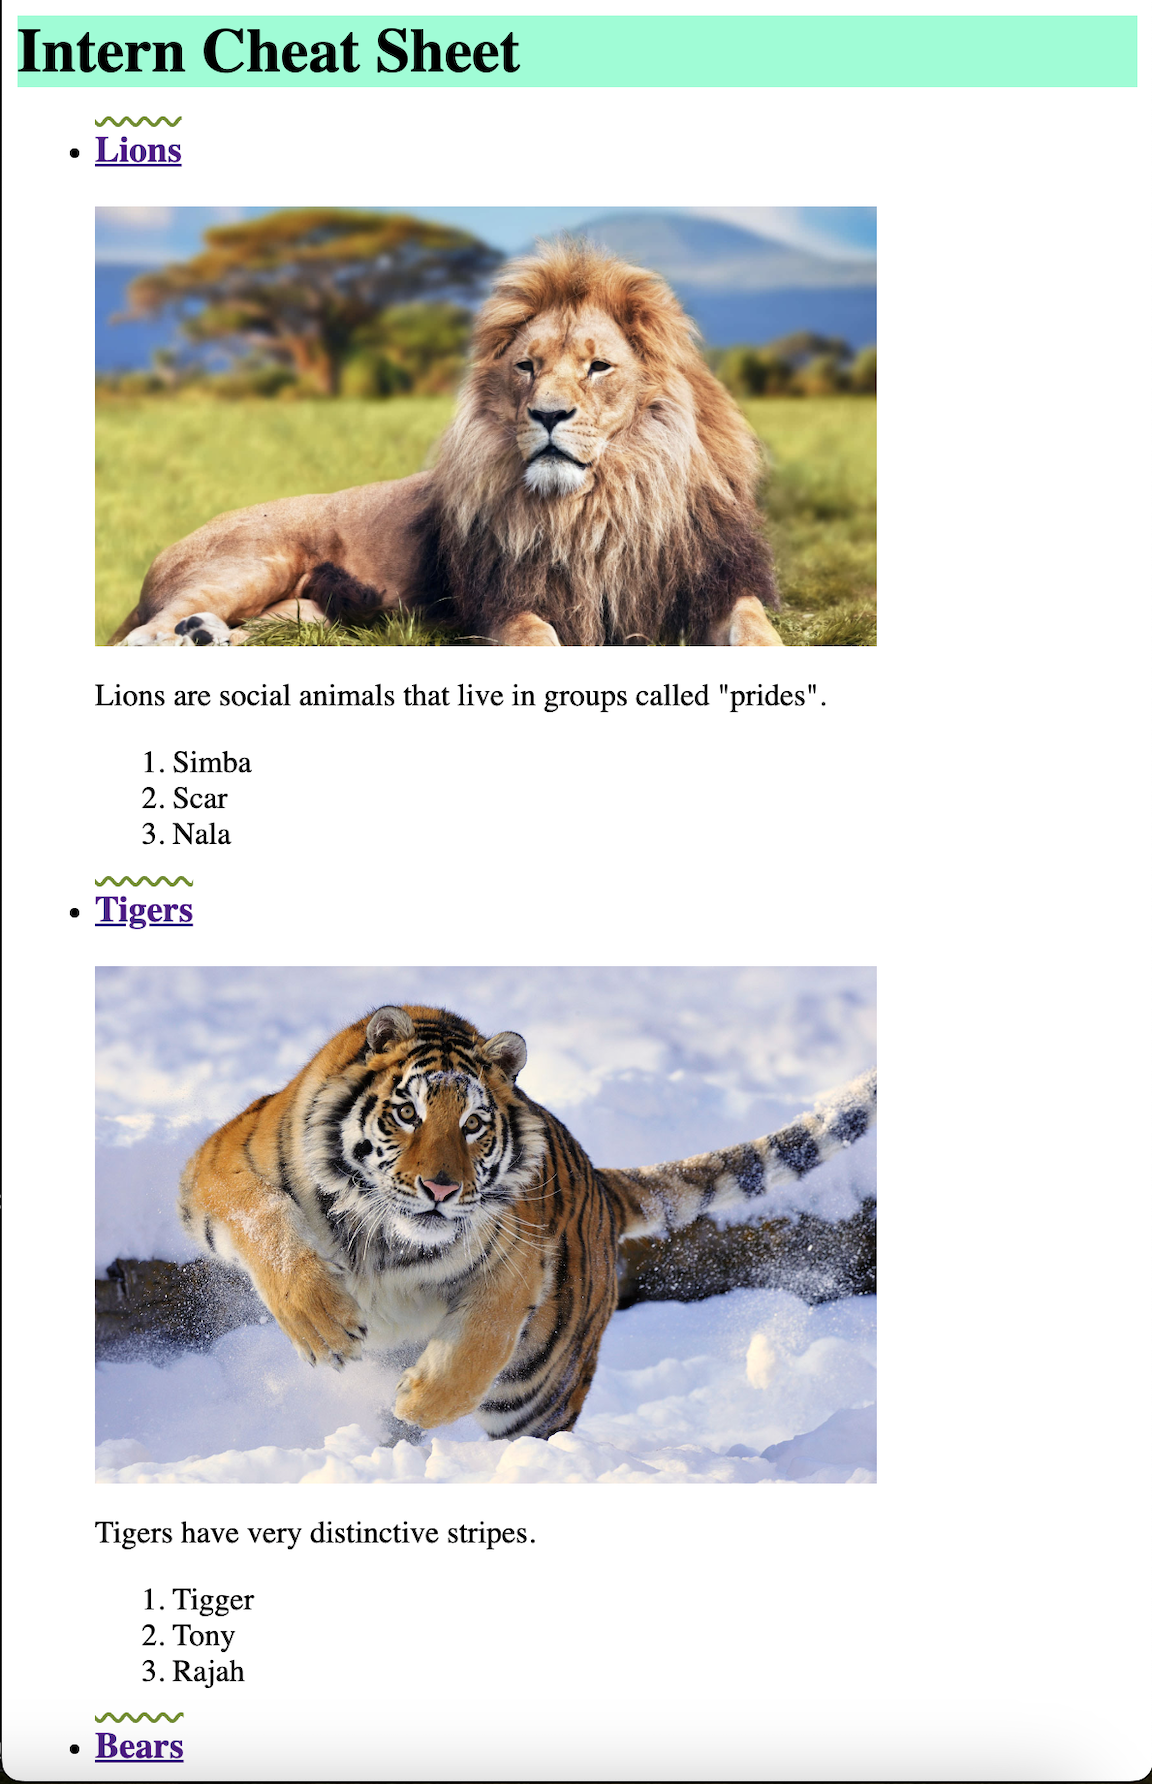 Intern Cheat Sheet
Lions
Lions are social animals that live in groups called "prides".
1. Simba
2. Scar
3. Nala
Tigers
Tigers have very distinctive stripes.
1. Tigger
2. Tony
3. Rajah
Bears